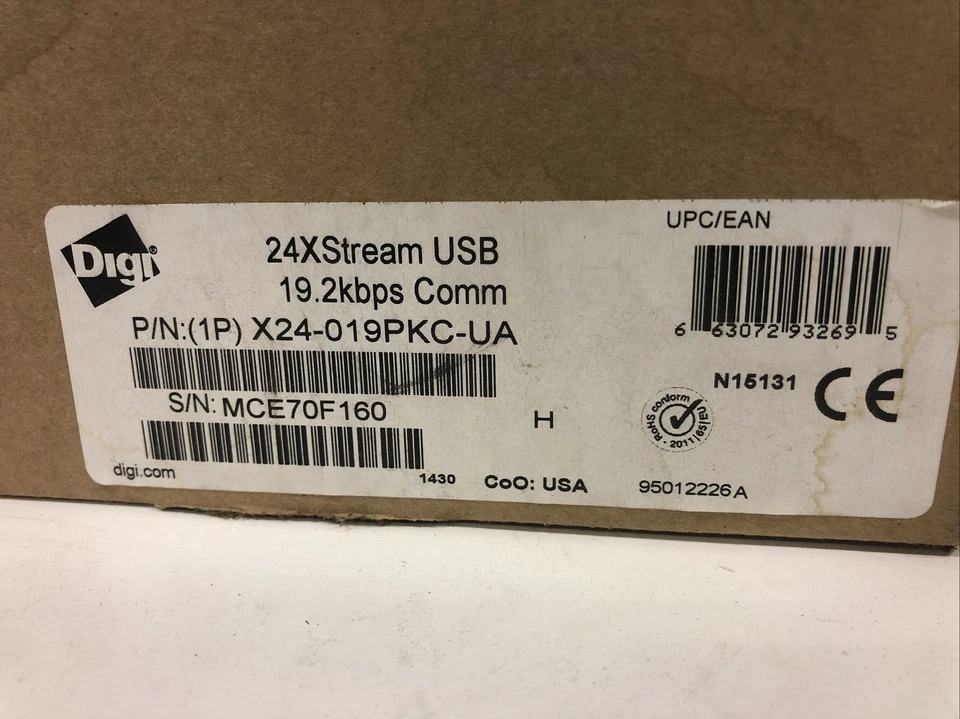 Digi®
24XStream USB
19.2kbps Comm
P/N:(1P) X24-019PKC-UA
S/N: MCE70F160
digi.com
1430
CoO: USA
H
UPC/EAN
6 63072 93269 5
N15131
CE
RoHS conform · 2011|65|EU
95012226A